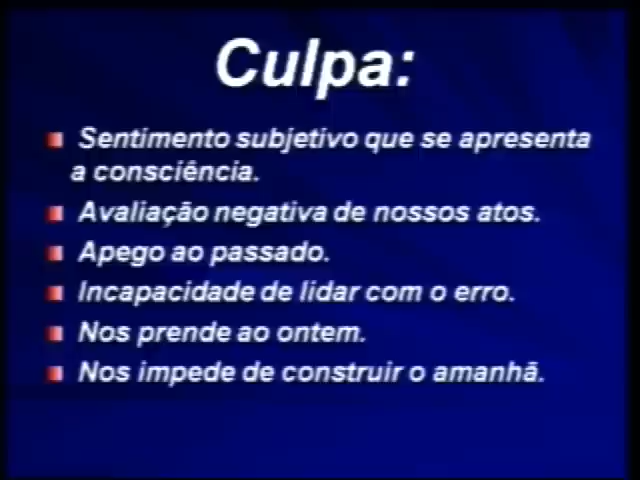 Culpa:
Sentimento subjetivo que se apresenta
a consciência.
Avaliação negativa de nossos atos.
Apego ao passado.
Incapacidade de lidar com o erro.
Nos prende ao ontem.
Nos impede de construir o amanhã.